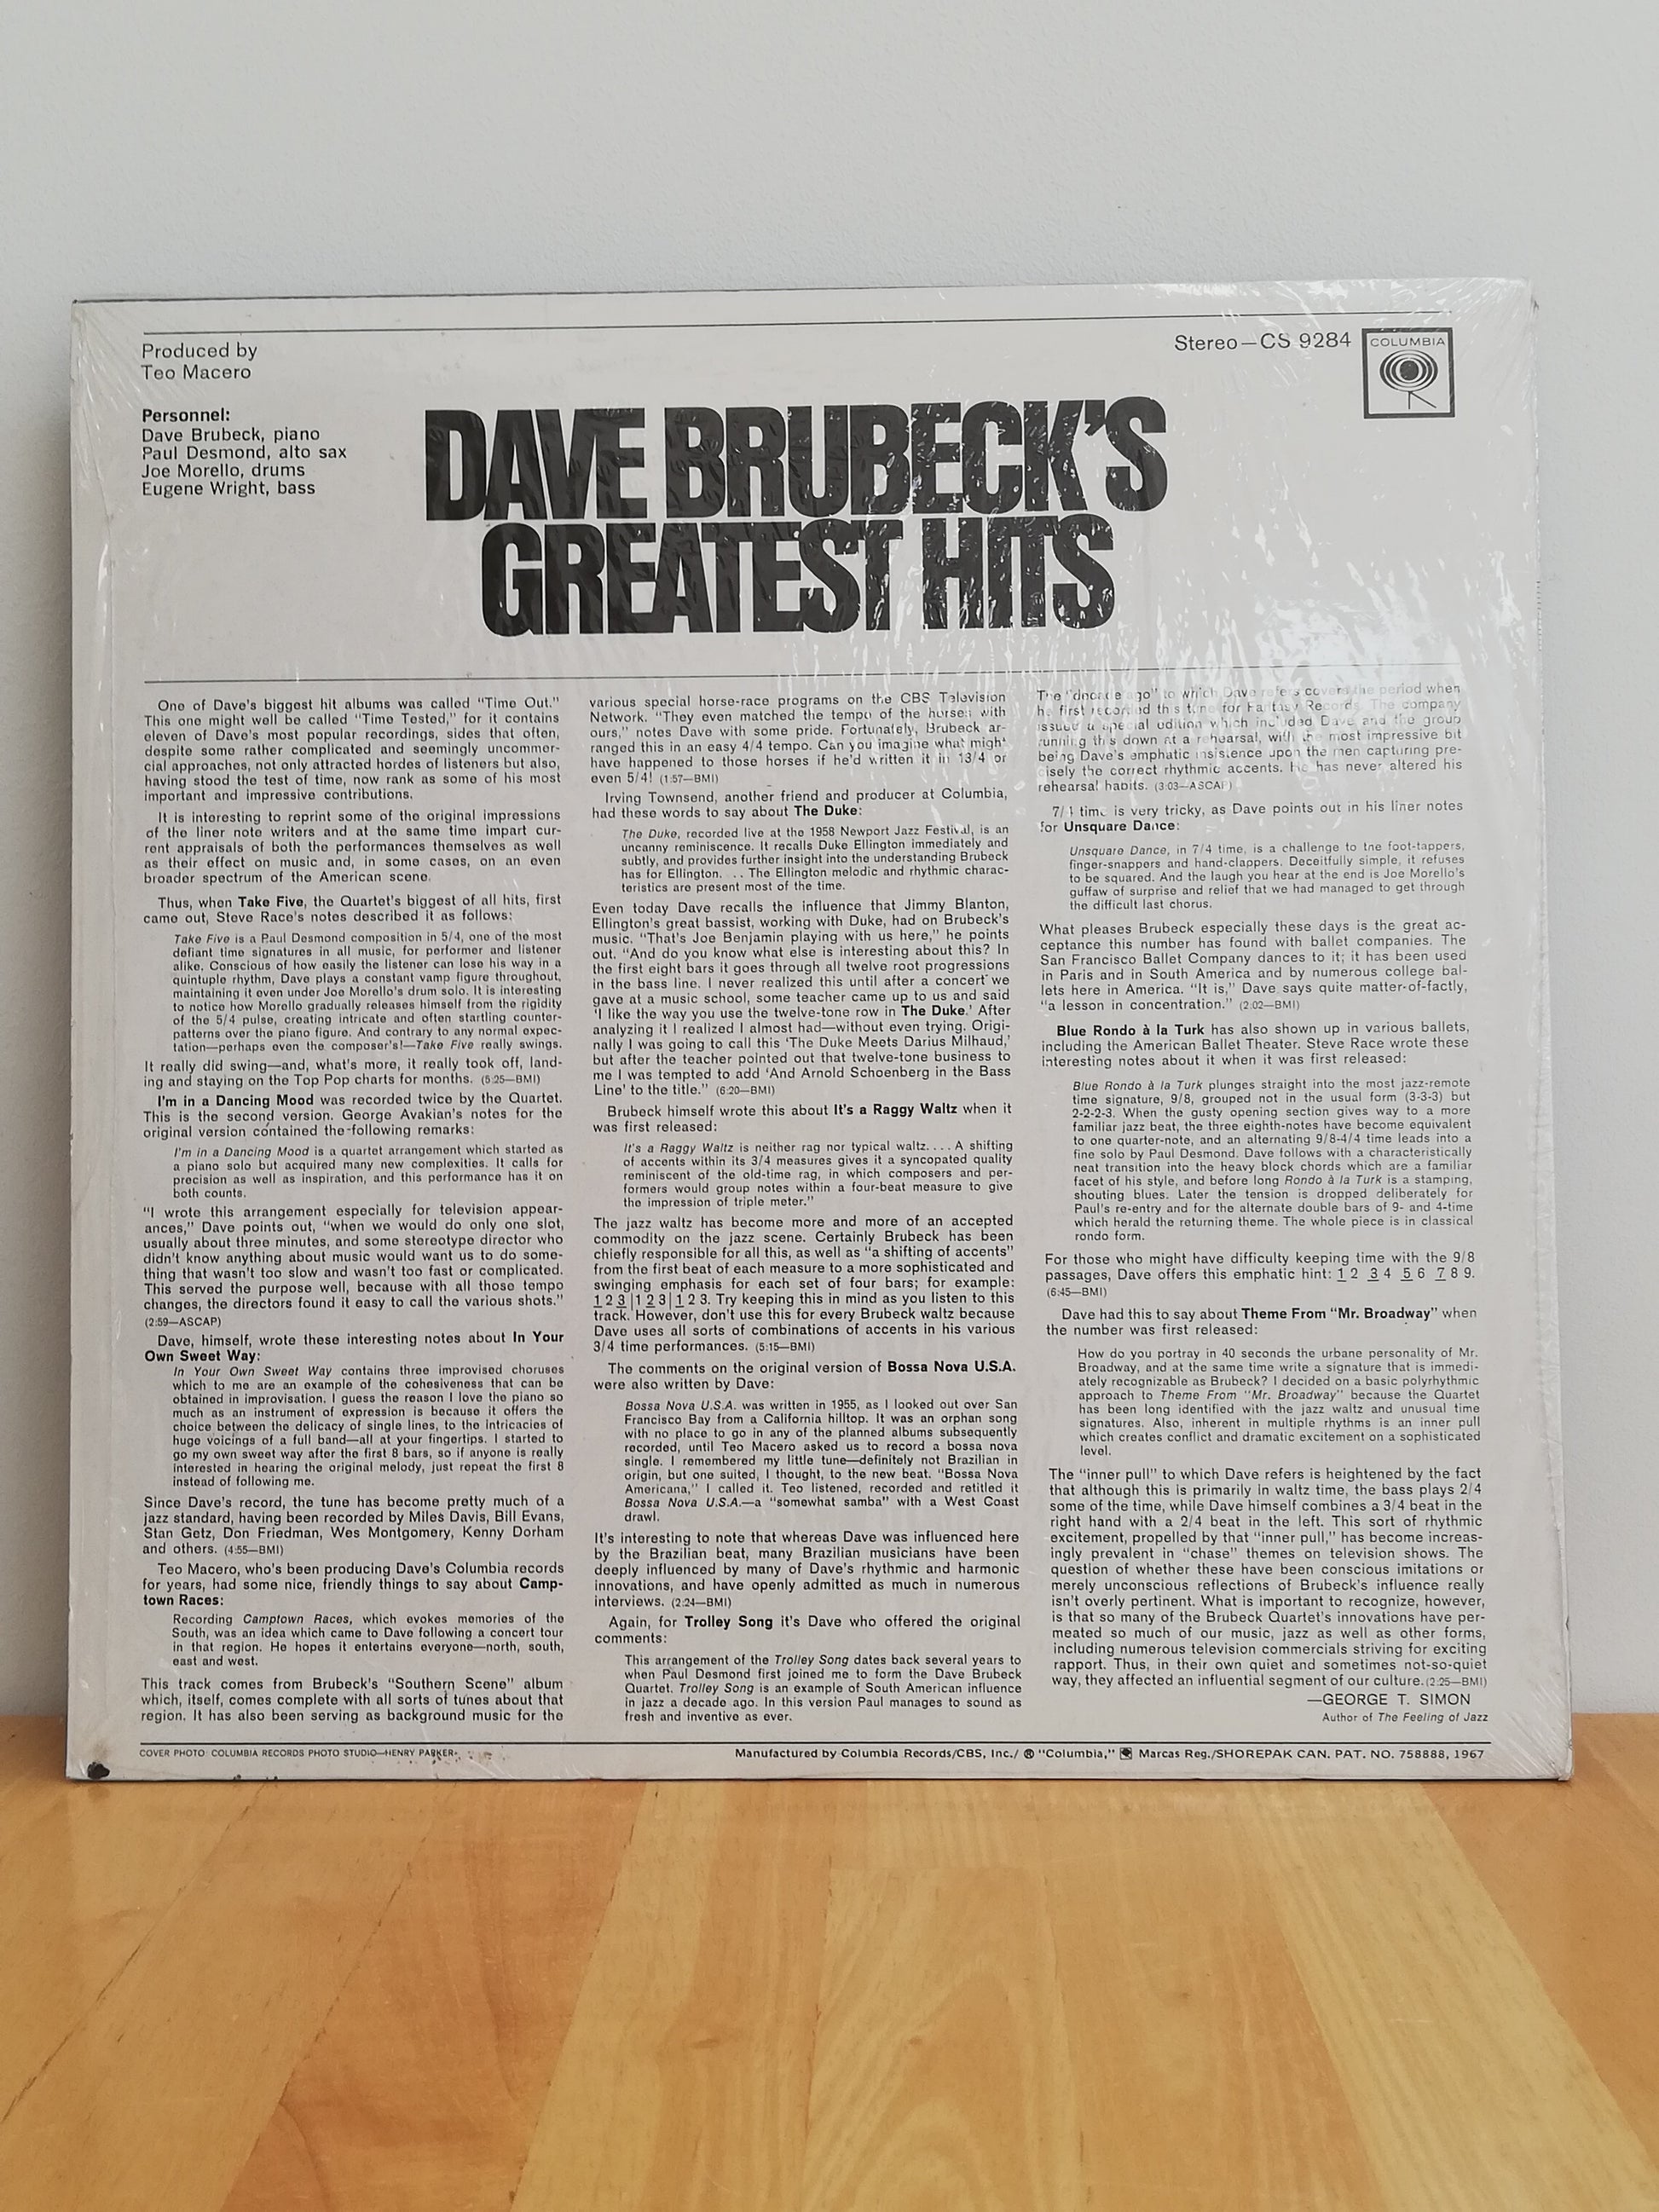 Produced by
Teo Macero
Personnel:
Dave Brubeck, piano
Paul Desmond, alto sax
Joe Morello, drums
Eugene Wright, bass
Stereo—CS 9284
COLUMBIA
DAVE BRUBECK'S
GREATEST HITS
One of Dave's biggest hit albums was called "Time Out."
This one might well be called "Time Tested," for it contains
eleven of Dave's most popular recordings, sides that often,
despite some rather complicated and seemingly uncommer-
cial approaches, not only attracted hordes of listeners but also,
having stood the test of time, now rank as some of his most
important and impressive contributions.
It is interesting to reprint some of the original impressions
of the liner note writers and at the same time impart cur-
rent appraisals of both the performances themselves as well
as their effect on music and, in some cases, on an even
broader spectrum of the American scene.
Thus, when Take Five, the Quartet's biggest of all hits, first
came out, Steve Race's notes described it as follows:
Take Five is a Paul Desmond composition in 5/4, one of the most
defiant time signatures in all music, for performer and listener
alike. Conscious of how easily the listener can lose his way in a
quintuple rhythm, Dave plays a constant vamp figure throughout,
maintaining it even under Joe Morello's drum solo. It is interesting
to notice how Morello gradually releases himself from the rigidity
of the 5/4 pulse, creating intricate and often startling counter-
patterns over the piano figure. And contrary to any normal expec-
tation—perhaps even the composer's!—Take Five really swings.
It really did swing—and, what's more, it really took off, land-
ing and staying on the Top Pop charts for months. (5:25—BMI)
I'm in a Dancing Mood was recorded twice by the Quartet.
This is the second version. George Avakian's notes for the
original version contained the following remarks:
I'm in a Dancing Mood is a quartet arrangement which started as
a piano solo but acquired many new complexities. It calls for
precision as well as inspiration, and this performance has it on
both counts.
"I wrote this arrangement especially for television appear-
ances," Dave points out, "when we would do only one slot,
usually about three minutes, and some stereotype director who
didn't know anything about music would want us to do some-
thing that wasn't too slow and wasn't too fast or complicated.
This served the purpose well, because with all those tempo
changes, the directors found it easy to call the various shots."
(2:59—ASCAP)
Dave, himself, wrote these interesting notes about In Your
Own Sweet Way:
In Your Own Sweet Way contains three improvised choruses
which to me are an example of the cohesiveness that can be
obtained in improvisation. I guess the reason I love the piano so
much as an instrument of expression is because it offers the
choice between the delicacy of single lines, to the intricacies of
huge voicings of a full band—all at your fingertips. I started to
go my own sweet way after the first 8 bars, so if anyone is really
interested in hearing the original melody, just repeat the first 8
instead of following me.
Since Dave's record, the tune has become pretty much of a
jazz standard, having been recorded by Miles Davis, Bill Evans,
Stan Getz, Don Friedman, Wes Montgomery, Kenny Dorham
and others. (4:55—BMI)
Teo Macero, who's been producing Dave's Columbia records
for years, had some nice, friendly things to say about Camp-
town Races:
Recording Camptown Races, which evokes memories of the
South, was an idea which came to Dave following a concert tour
in that region. He hopes it entertains everyone—north, south,
east and west.
This track comes from Brubeck's "Southern Scene" album
which, itself, comes complete with all sorts of tunes about that
region. It has also been serving as background music for the
various special horse-race programs on the CBS Television
Network. "They even matched the tempo of the horses with
ours," notes Dave with some pride. Fortunately, Brubeck ar-
ranged this in an easy 4/4 tempo. Can you imagine what might
have happened to those horses if he'd written it in 13/4 or
even 5/4! (1:57—BMI)
Irving Townsend, another friend and producer at Columbia,
had these words to say about The Duke:
The Duke, recorded live at the 1958 Newport Jazz Festival, is an
uncanny reminiscence. It recalls Duke Ellington immediately and
subtly, and provides further insight into the understanding Brubeck
has for Ellington. . . . The Ellington melodic and rhythmic charac-
teristics are present most of the time.
Even today Dave recalls the influence that Jimmy Blanton,
Ellington's great bassist, working with Duke, had on Brubeck's
music. "That's Joe Benjamin playing with us here," he points
out. "And do you know what else is interesting about this? In
the first eight bars it goes through all twelve root progressions
in the bass line. I never realized this until after a concert we
gave at a music school, some teacher came up to us and said
'I like the way you use the twelve-tone row in The Duke.' After
analyzing it I realized I almost had—without even trying. Origi-
nally I was going to call this 'The Duke Meets Darius Milhaud,'
but after the teacher pointed out that twelve-tone business to
me I was tempted to add 'And Arnold Schoenberg in the Bass
Line' to the title." (6:20—BMI)
Brubeck himself wrote this about It's a Raggy Waltz when it
was first released:
It's a Raggy Waltz is neither rag nor typical waltz. . . . A shifting
of accents within its 3/4 measures gives it a syncopated quality
reminiscent of the old-time rag, in which composers and per-
formers would group notes within a four-beat measure to give
the impression of triple meter."
The jazz waltz has become more and more of an accepted
commodity on the jazz scene. Certainly Brubeck has been
chiefly responsible for all this, as well as "a shifting of accents"
from the first beat of each measure to a more sophisticated and
swinging emphasis for each set of four bars; for example:
1 2 3|1 2 3|1 2 3. Try keeping this in mind as you listen to this
track. However, don't use this for every Brubeck waltz because
Dave uses all sorts of combinations of accents in his various
3/4 time performances. (5:15—BMI)
The comments on the original version of Bossa Nova U.S.A.
were also written by Dave:
Bossa Nova U.S.A. was written in 1955, as I looked out over San
Francisco Bay from a California hilltop. It was an orphan song
with no place to go in any of the planned albums subsequently
recorded, until Teo Macero asked us to record a bossa nova
single. I remembered my little tune—definitely not Brazilian in
origin, but one suited, I thought, to the new beat. "Bossa Nova
Americana," I called it. Teo listened, recorded and retitled it
Bossa Nova U.S.A.—a "somewhat samba" with a West Coast
drawl.
It's interesting to note that whereas Dave was influenced here
by the Brazilian beat, many Brazilian musicians have been
deeply influenced by many of Dave's rhythmic and harmonic
innovations, and have openly admitted as much in numerous
interviews. (2:24—BMI)
Again, for Trolley Song it's Dave who offered the original
comments:
This arrangement of the Trolley Song dates back several years to
when Paul Desmond first joined me to form the Dave Brubeck
Quartet. Trolley Song is an example of South American influence
in jazz a decade ago. In this version Paul manages to sound as
fresh and inventive as ever.
The "decade ago" to which Dave refers covers the period when
he first recorded this tune for Fantasy Records. The company
issued a special edition which included Dave and the group
running this down at a rehearsal, with the most impressive bit
being Dave's emphatic insistence upon the men capturing pre-
cisely the correct rhythmic accents. He has never altered his
rehearsal habits. (3:03—ASCAP)
7/4 time is very tricky, as Dave points out in his liner notes
for Unsquare Dance:
Unsquare Dance, in 7/4 time, is a challenge to the foot-tappers,
finger-snappers and hand-clappers. Deceitfully simple, it refuses
to be squared. And the laugh you hear at the end is Joe Morello's
guffaw of surprise and relief that we had managed to get through
the difficult last chorus.
What pleases Brubeck especially these days is the great ac-
ceptance this number has found with ballet companies. The
San Francisco Ballet Company dances to it; it has been used
in Paris and in South America and by numerous college bal-
lets here in America. "It is," Dave says quite matter-of-factly,
"a lesson in concentration." (2:02—BMI)
Blue Rondo à la Turk has also shown up in various ballets,
including the American Ballet Theater. Steve Race wrote these
interesting notes about it when it was first released:
Blue Rondo à la Turk plunges straight into the most jazz-remote
time signature, 9/8, grouped not in the usual form (3-3-3) but
2-2-2-3. When the gusty opening section gives way to a more
familiar jazz beat, the three eighth-notes have become equivalent
to one quarter-note, and an alternating 9/8-4/4 time leads into a
fine solo by Paul Desmond. Dave follows with a characteristically
neat transition into the heavy block chords which are a familiar
facet of his style, and before long Rondo à la Turk is a stamping,
shouting blues. Later the tension is dropped deliberately for
Paul's re-entry and for the alternate double bars of 9- and 4-time
which herald the returning theme. The whole piece is in classical
rondo form.
For those who might have difficulty keeping time with the 9/8
passages, Dave offers this emphatic hint: 1 2 3 4 5 6 7 8 9.
(6:45—BMI)
Dave had this to say about Theme From "Mr. Broadway" when
the number was first released:
How do you portray in 40 seconds the urbane personality of Mr.
Broadway, and at the same time write a signature that is immedi-
ately recognizable as Brubeck? I decided on a basic polyrhythmic
approach to Theme From "Mr. Broadway" because the Quartet
has been long identified with the jazz waltz and unusual time
signatures. Also, inherent in multiple rhythms is an inner pull
which creates conflict and dramatic excitement on a sophisticated
level.
The "inner pull" to which Dave refers is heightened by the fact
that although this is primarily in waltz time, the bass plays 2/4
some of the time, while Dave himself combines a 3/4 beat in the
right hand with a 2/4 beat in the left. This sort of rhythmic
excitement, propelled by that "inner pull," has become increas-
ingly prevalent in "chase" themes on television shows. The
question of whether these have been conscious imitations or
merely unconscious reflections of Brubeck's influence really
isn't overly pertinent. What is important to recognize, however,
is that so many of the Brubeck Quartet's innovations have per-
meated so much of our music, jazz as well as other forms,
including numerous television commercials striving for exciting
rapport. Thus, in their own quiet and sometimes not-so-quiet
way, they affected an influential segment of our culture. (2:25—BMI)
—GEORGE T. SIMON
Author of The Feeling of Jazz
COVER PHOTO: COLUMBIA RECORDS PHOTO STUDIO—HENRY PARKER
Manufactured by Columbia Records/CBS, Inc./ ® "Columbia," Marcas Reg./SHOREPAK CAN. PAT. NO. 758888, 1967